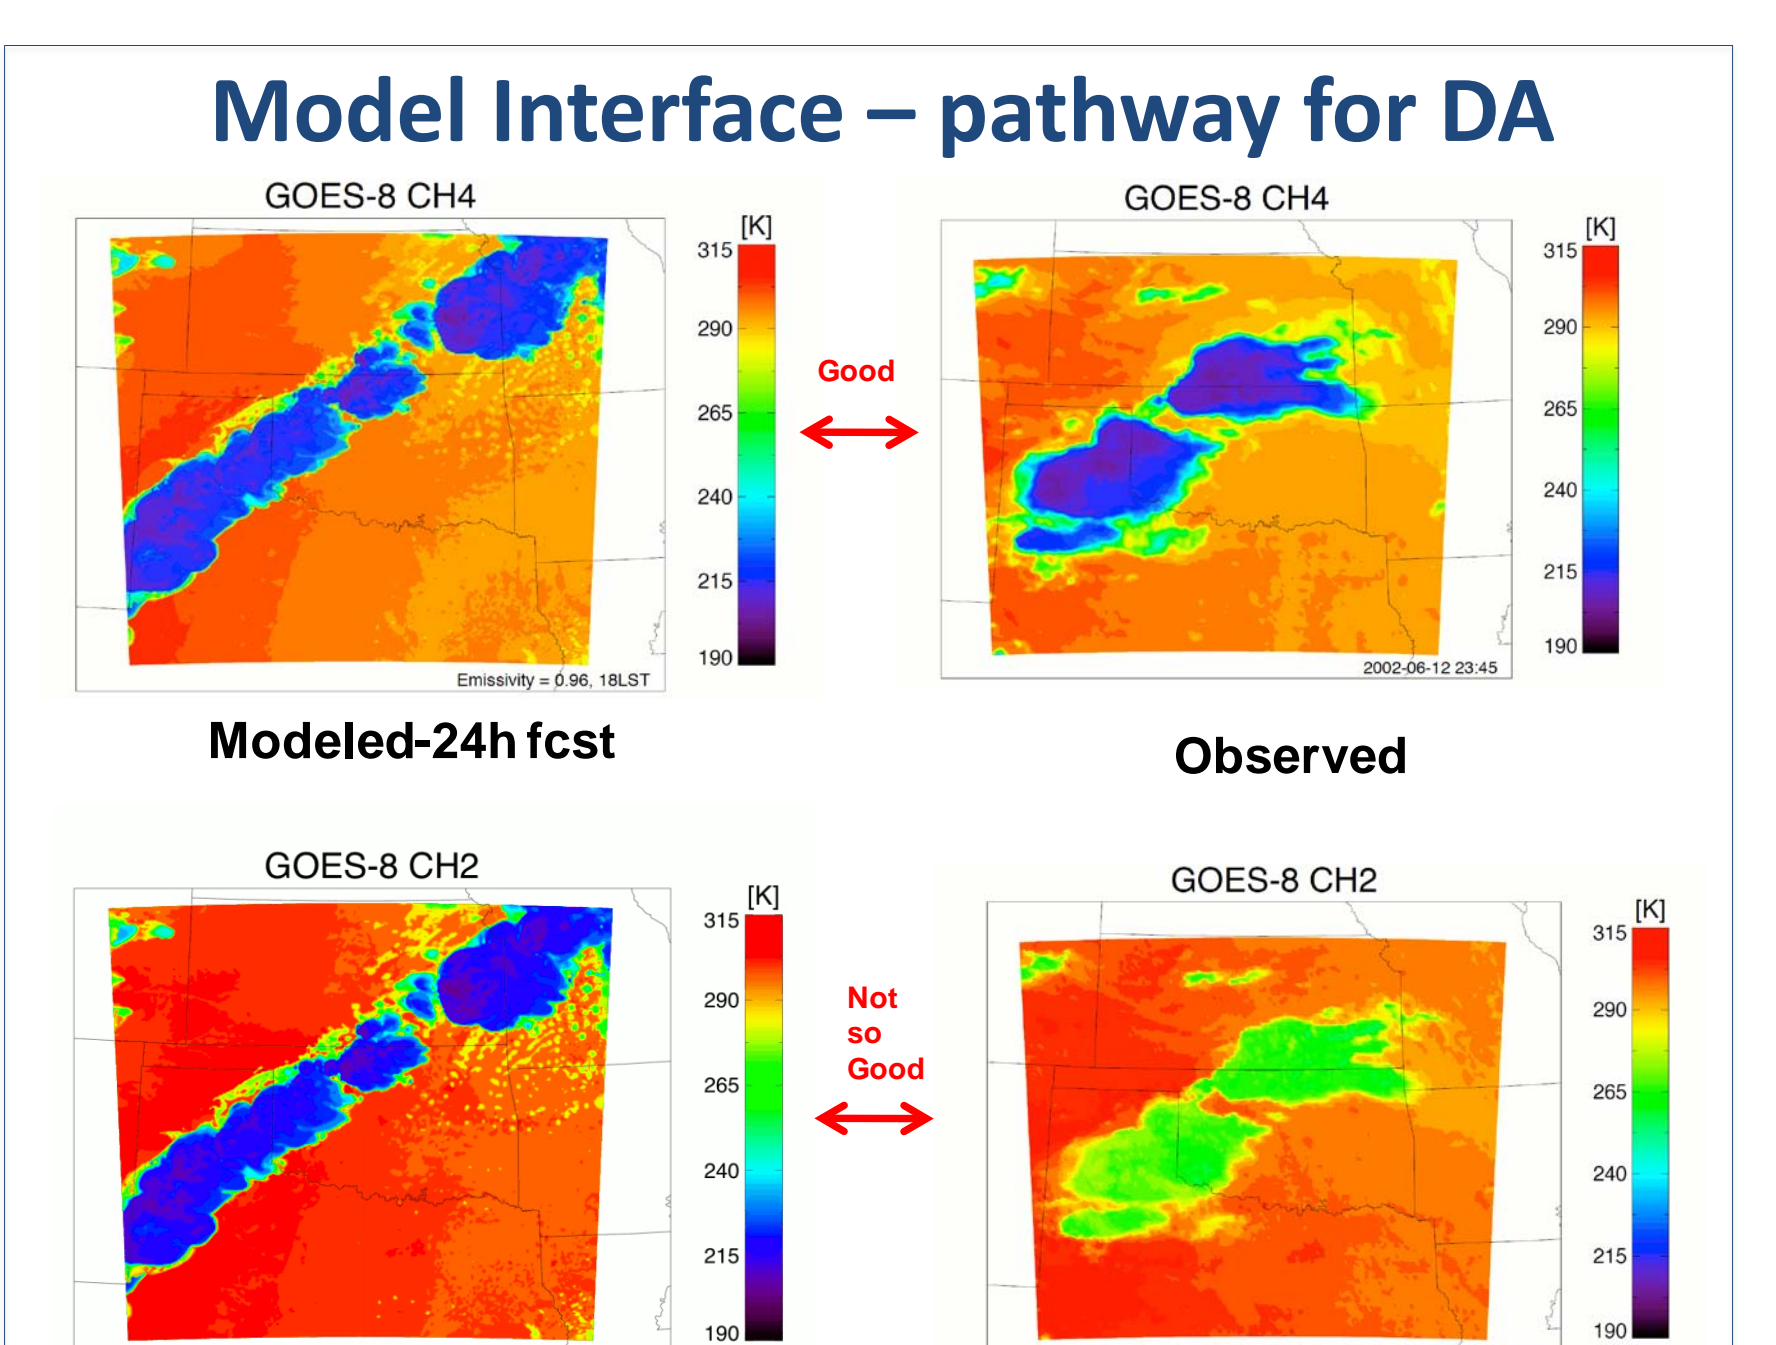 Model Interface – pathway for DA
GOES-8 CH4
[K]
315
290
265
240
215
190
Emissivity = 0.96, 18LST
Modeled-24h fcst
Good
GOES-8 CH4
[K]
315
290
265
240
215
190
2002-06-12 23:45
Observed
GOES-8 CH2
[K]
315
290
265
240
215
190
Not
so
Good
GOES-8 CH2
[K]
315
290
265
240
215
190